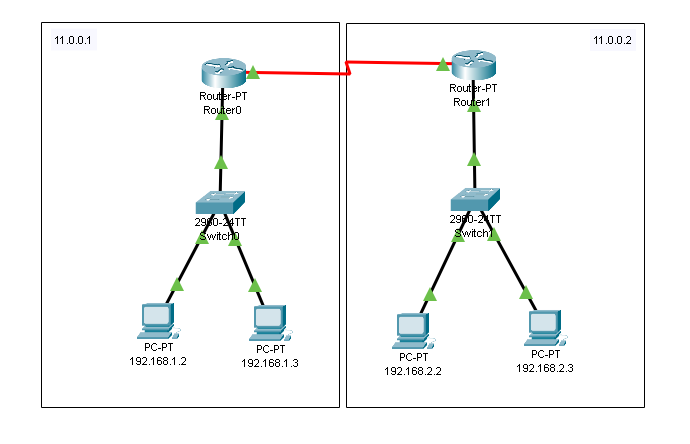 11.0.0.1
11.0.0.2
Router-PT
Router0
Router-PT
Router1
2960-24TT
Switch0
2960-24TT
Switch1
PC-PT
192.168.1.2
PC-PT
192.168.1.3
PC-PT
192.168.2.2
PC-PT
192.168.2.3